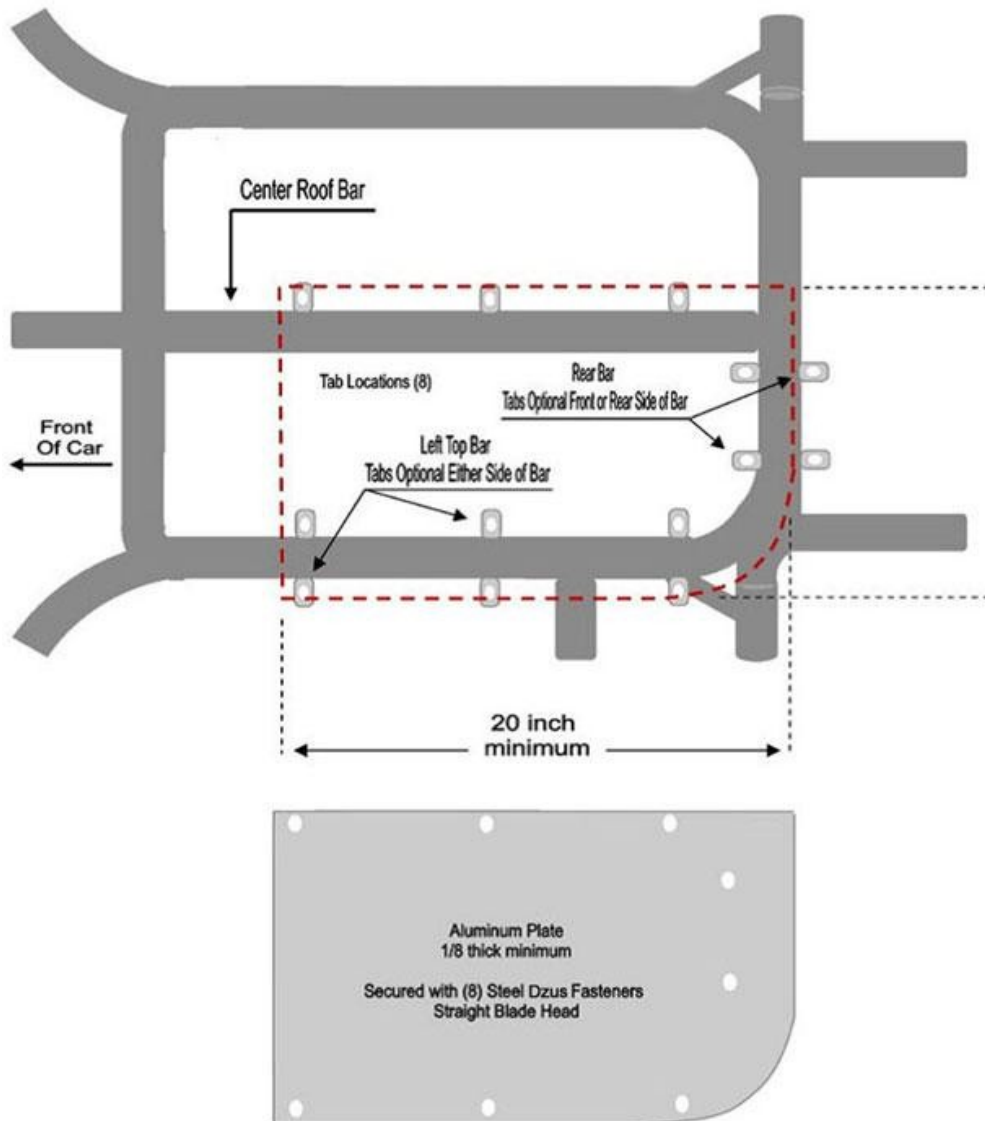 Center Roof Bar
Tab Locations (8)
Rear Bar
Tabs Optional Front or Rear Side of Bar
Front
Of Car
Left Top Bar
Tabs Optional Either Side of Bar
20 inch
minimum
Aluminum Plate
1/8 thick minimum
Secured with (8) Steel Dzus Fasteners
Straight Blade Head